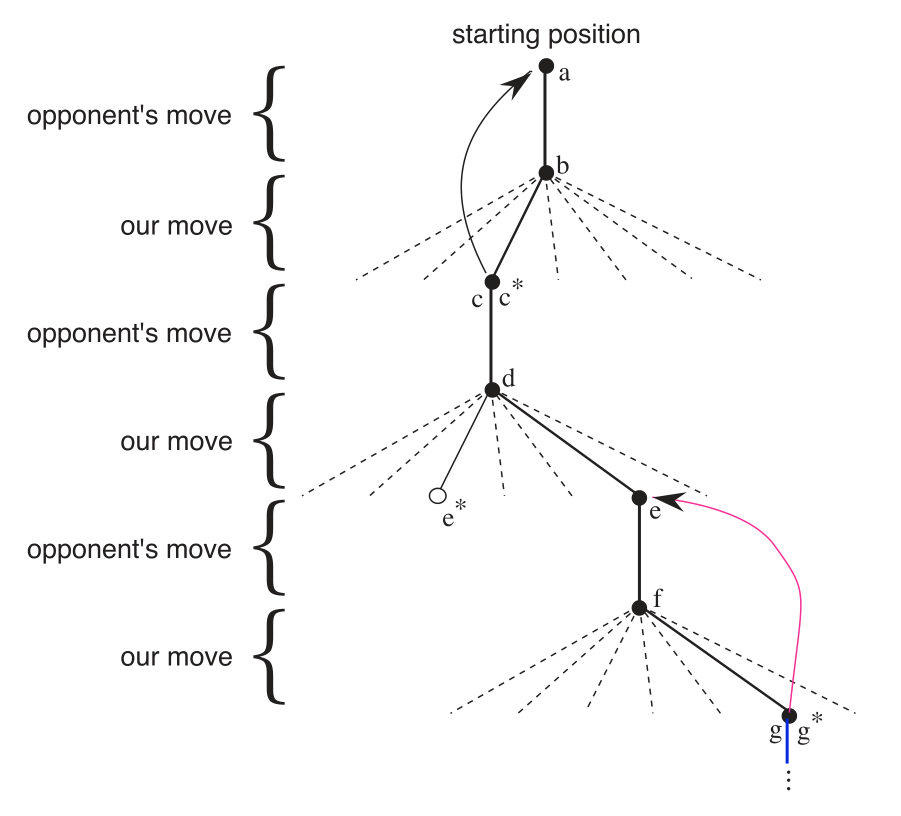 starting position
a
opponent's move
b
our move
c c*
opponent's move
d
our move
e*
e
opponent's move
f
our move
g g*